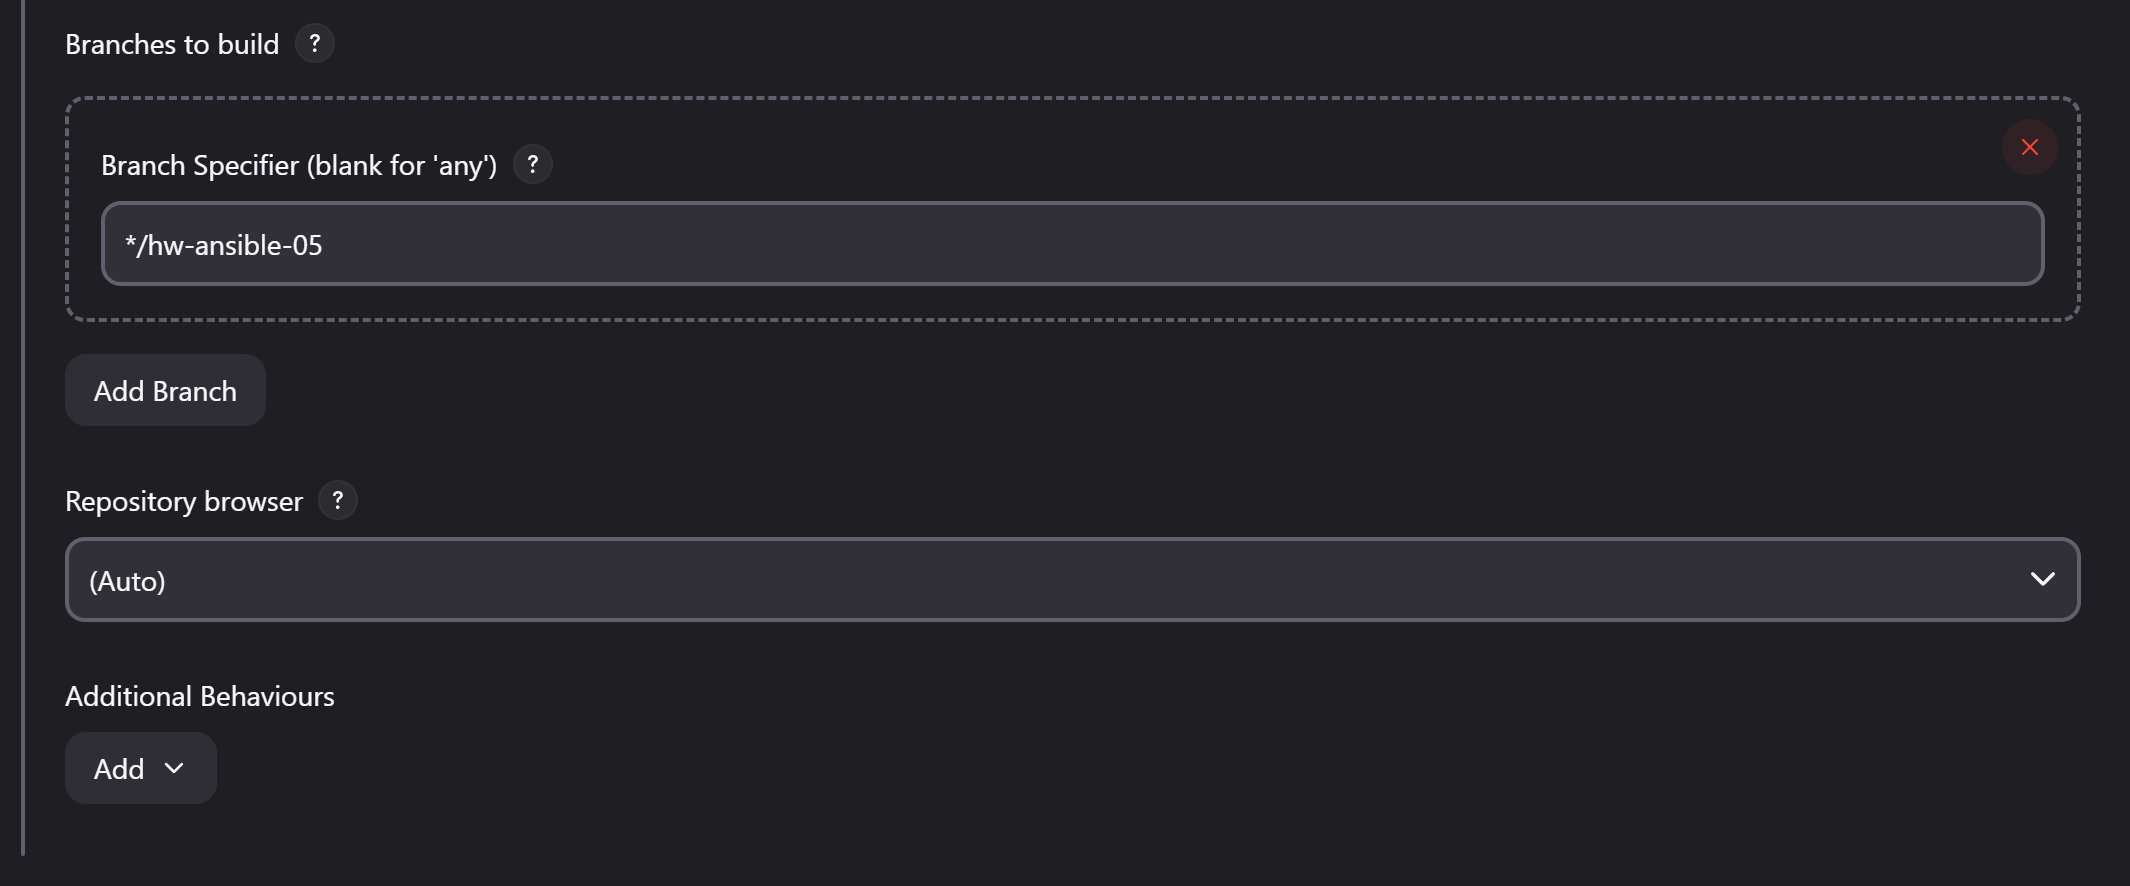 Branches to build ?
Branch Specifier (blank for 'any') ?
*/hw-ansible-05
Add Branch
Repository browser ?
(Auto)
Additional Behaviours
Add